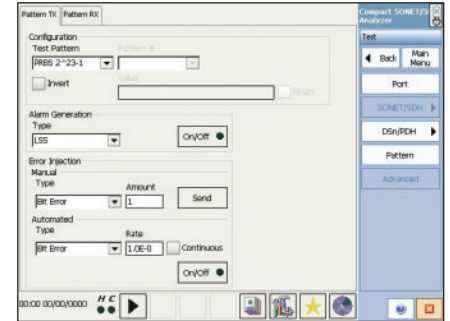 Pattern TX Pattern RX
Configuration
Test Pattern Pattern #
PRBS 2^23-1
Invert
Value
Binary
Alarm Generation
Type
LSS On/Off
Error Injection
Manual
Type Amount
Bit Error 1 Send
Automated
Type Rate
Bit Error 1.0E-0 Continuous
On/Off
00:00 00/00/0000 H C
Compact SONET/S
Analyzer
Test
Back Main Menu
Port
SONET/SDH
DSn/PDH
Pattern
Advanced